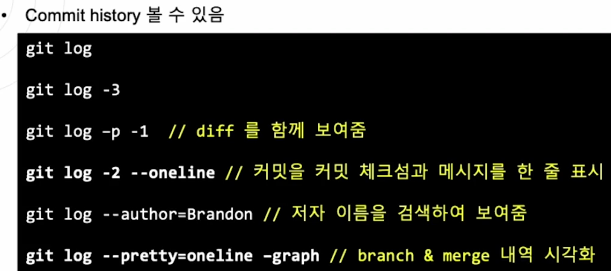 • Commit history 볼 수 있음
git log
git log -3
git log –p -1 // diff 를 함께 보여줌
git log -2 --oneline // 커밋을 커밋 체크섬과 메시지를 한 줄 표시
git log --author=Brandon // 저자 이름을 검색하여 보여줌
git log --pretty=oneline –graph // branch & merge 내역 시각화